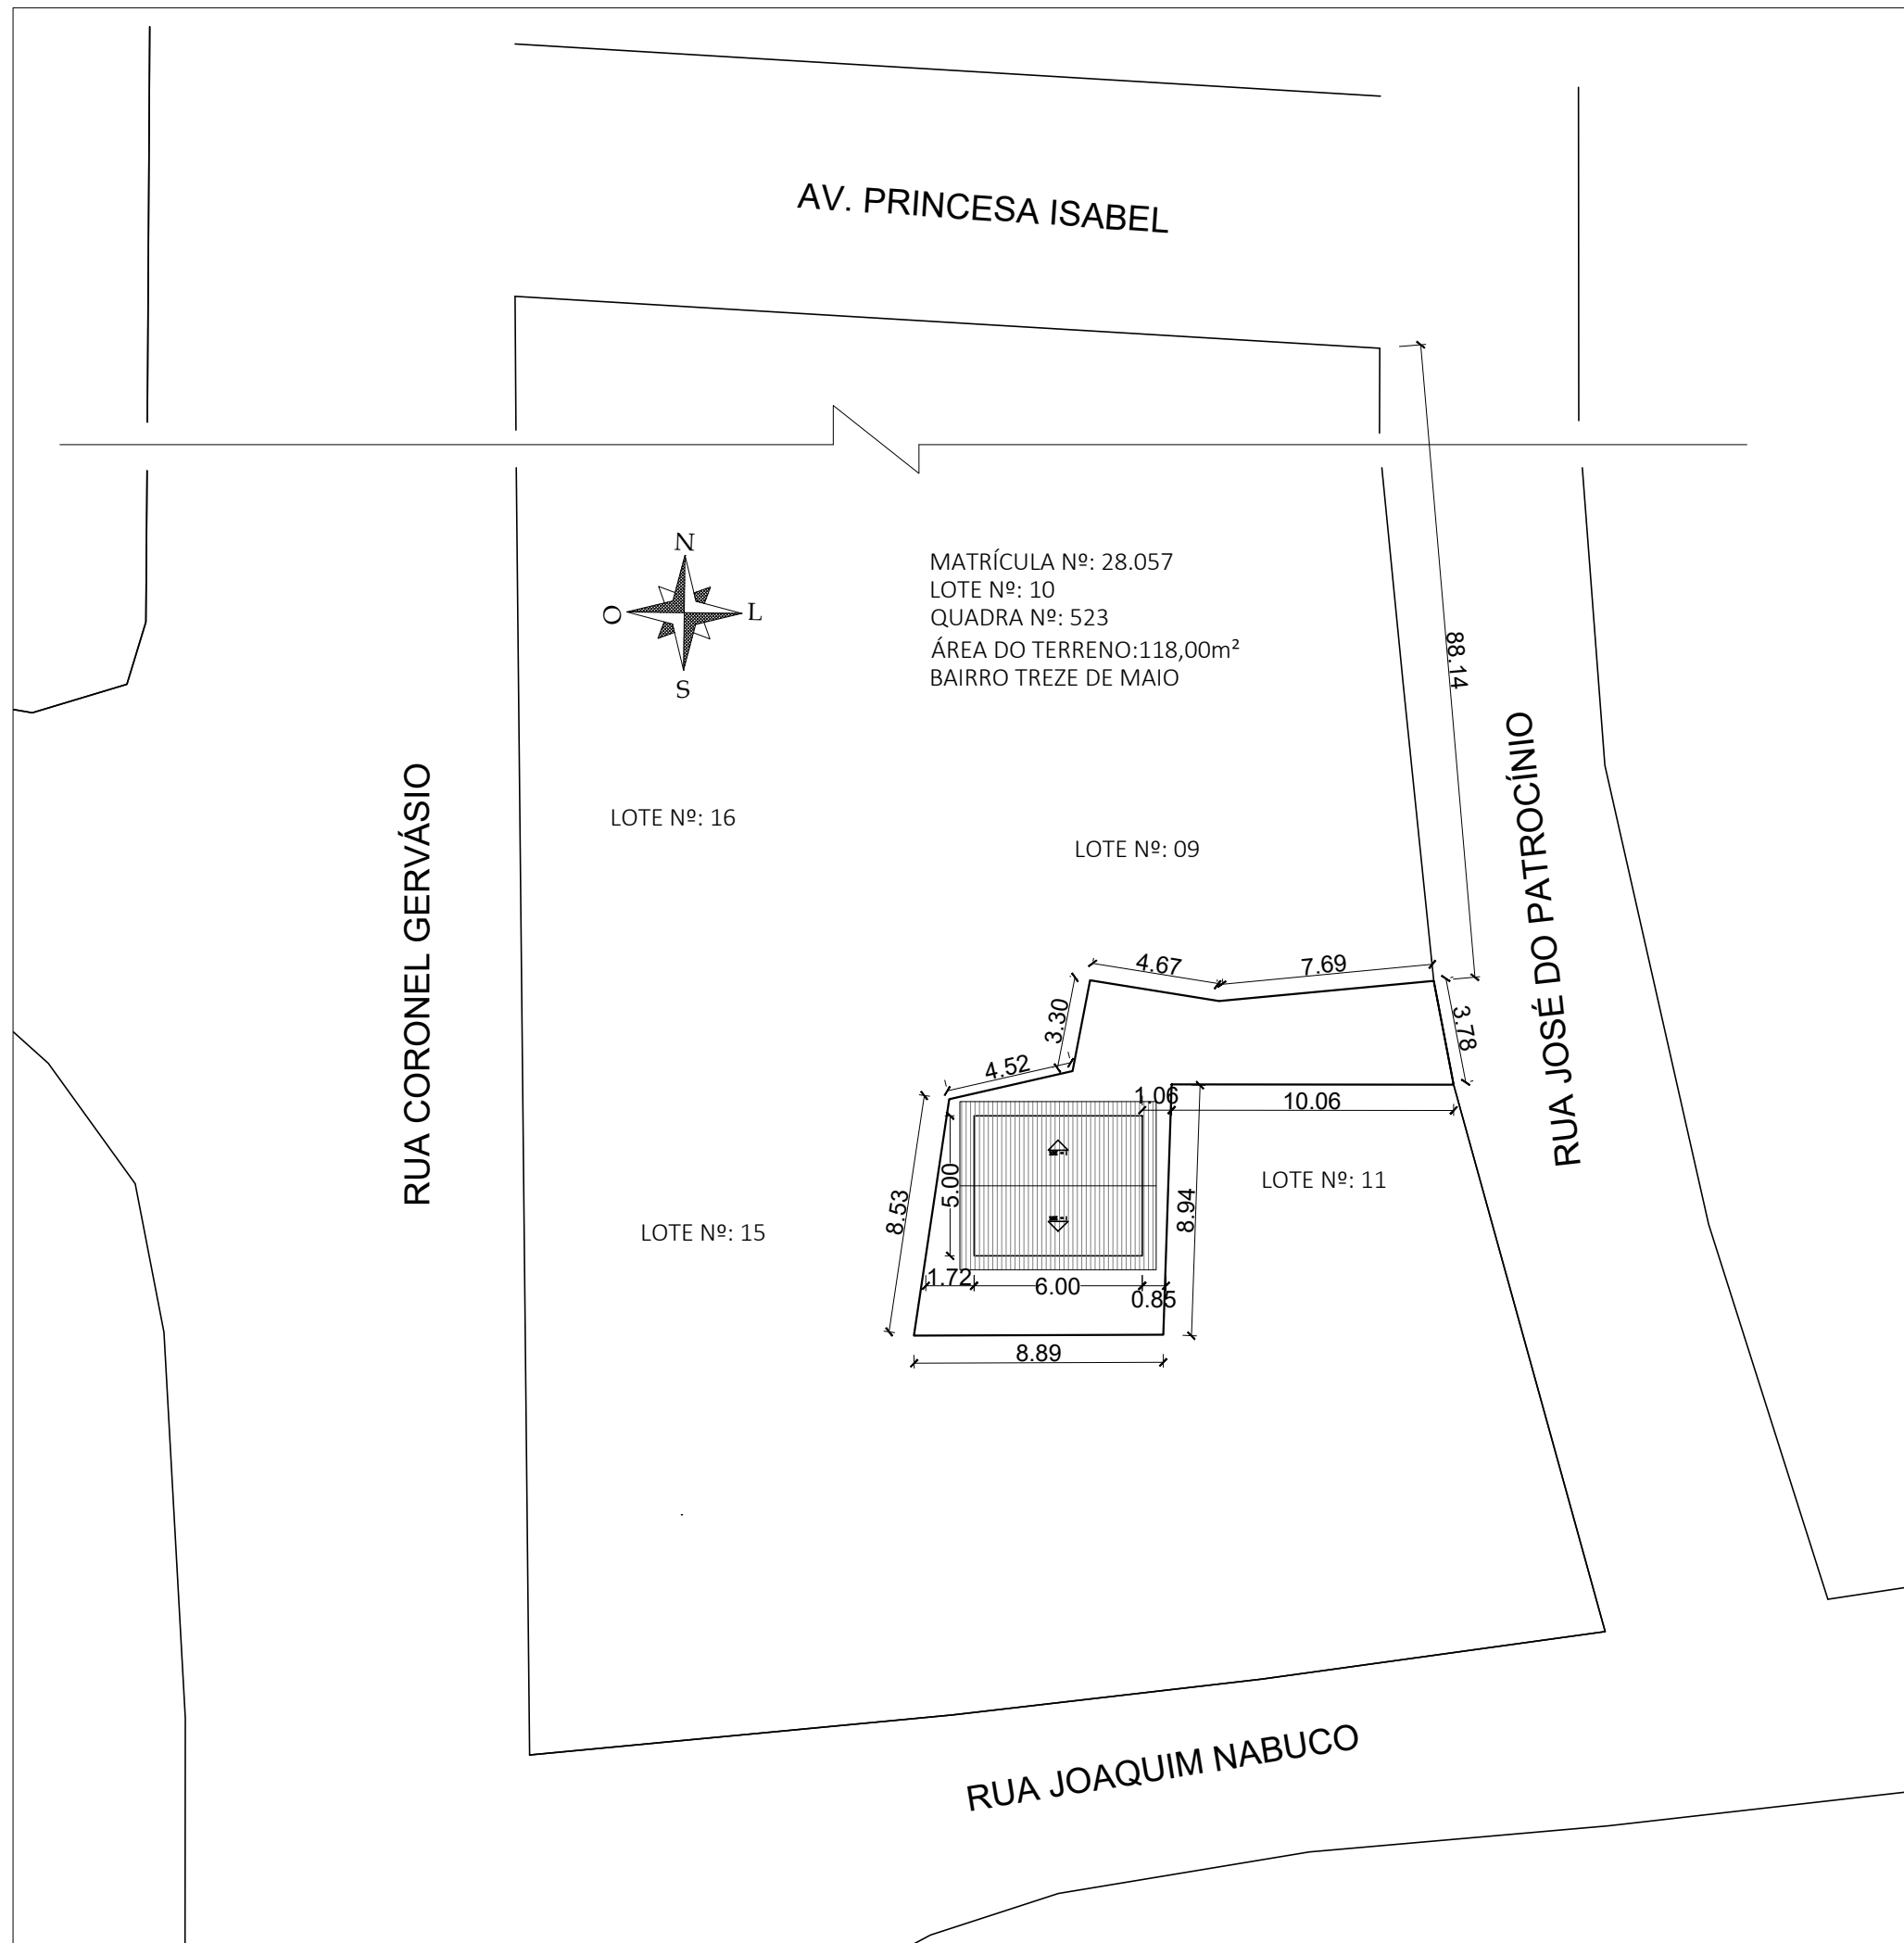 AV. PRINCESA ISABEL
N
O
L
S
MATRÍCULA Nº: 28.057
LOTE Nº: 10
QUADRA Nº: 523
ÁREA DO TERRENO:118,00m²
BAIRRO TREZE DE MAIO
88.14
RUA CORONEL GERVÁSIO
RUA JOSÉ DO PATROCÍNIO
LOTE Nº: 16
LOTE Nº: 09
4.67
7.69
3.30
3.78
4.52
1.06
10.06
5.00
8.53
8.94
LOTE Nº: 11
LOTE Nº: 15
1.72
6.00
0.85
8.89
RUA JOAQUIM NABUCO